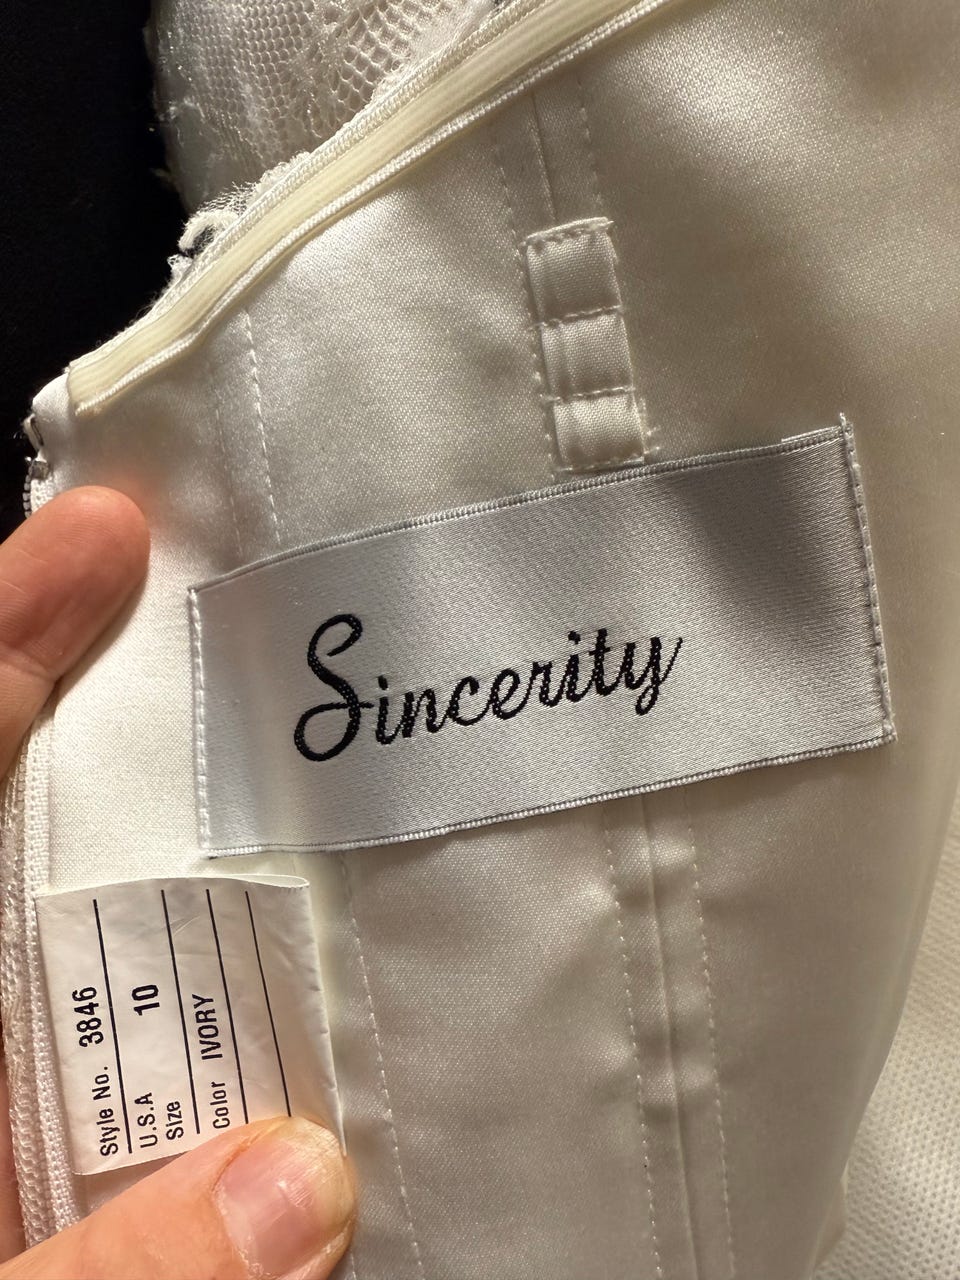 Sincerity
Style No. 3846
U.S.A 10
Size
Color IVORY